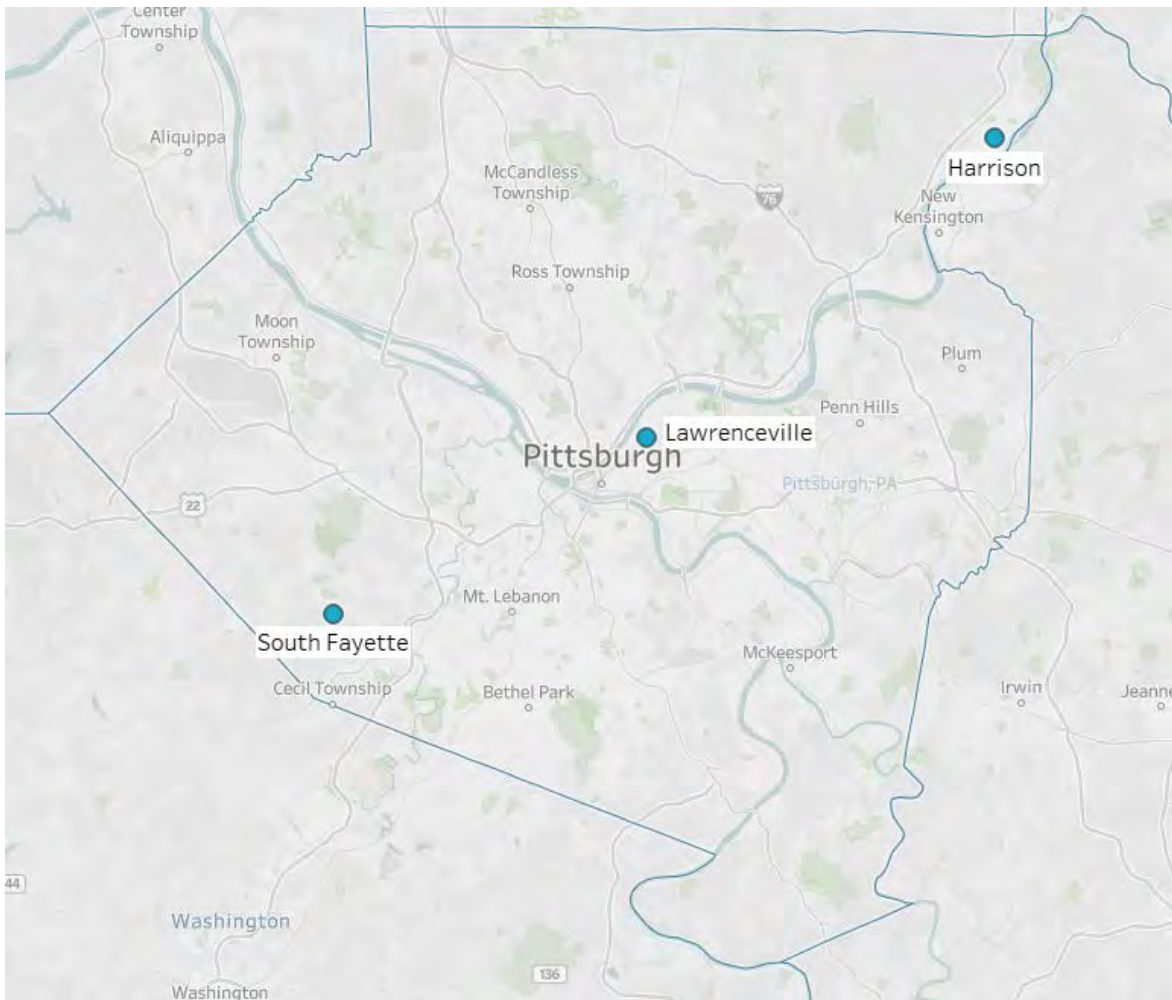 Center
Township
Aliquippa
McCandless
Township
76
Harrison
New
Kensington
Ross Township
Moon
Township
Plum
Penn Hills
Lawrenceville
Pittsburgh
Pittsburgh, PA
22
Mt. Lebanon
South Fayette
McKeesport
Cecil Township
Bethel Park
Irwin
Jeanne
44
Washington
136
Washington